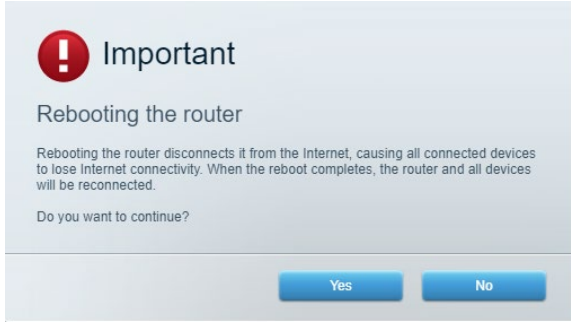 Important
Rebooting the router
Rebooting the router disconnects it from the Internet, causing all connected devices
to lose Internet connectivity. When the reboot completes, the router and all devices
will be reconnected.
Do you want to continue?
Yes
No